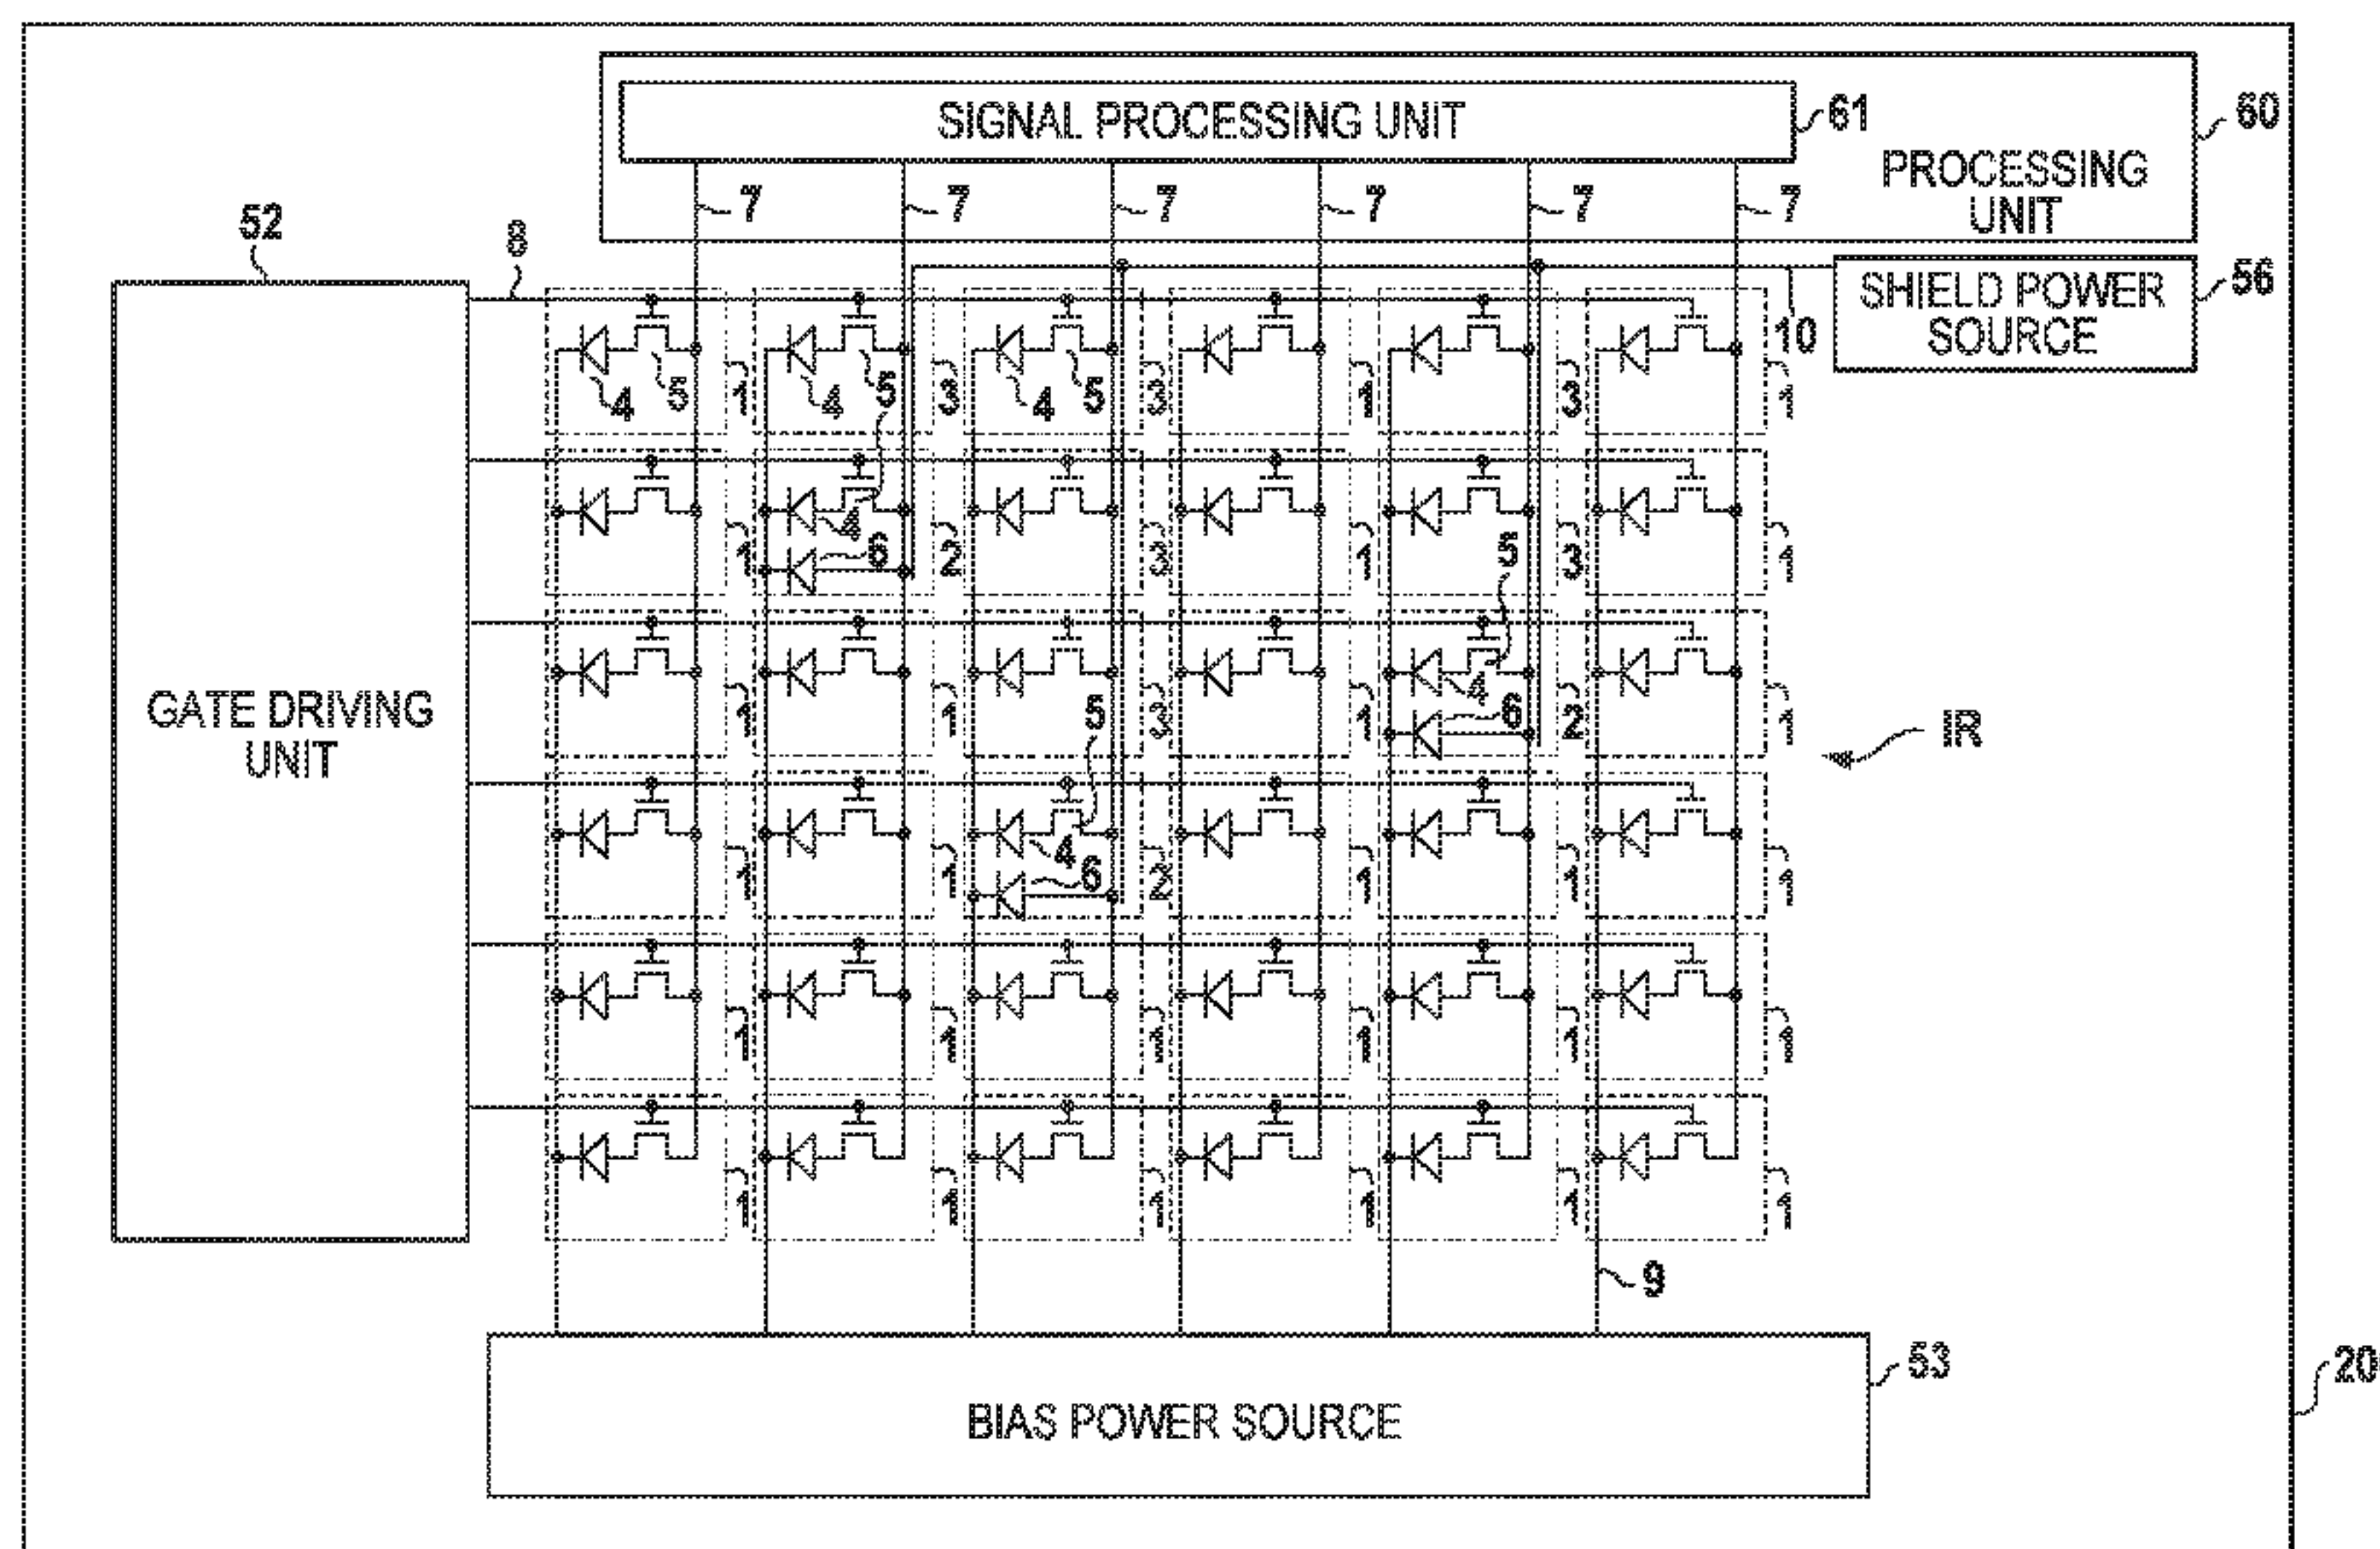 SIGNAL PROCESSING UNIT
61
60
PROCESSING
UNIT
7 7 7 7 7 7
52
8
SHIELD POWER
SOURCE
56
10
4 5 1 4 5 3 4 5 3 1 3 1
5
1 4 6 2 3 1 5 3 1
1 1 3 1 4 6 2 1
IR
GATE DRIVING
UNIT
5
1 1 4 6 2 1 1 1
1 1 1 1 1 1
1 1 1 1 1 1
9
53
BIAS POWER SOURCE
20